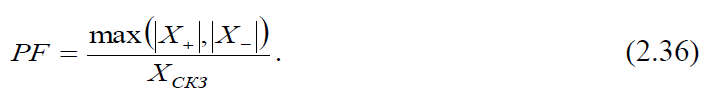 PF = max(|X₊|,|X₋|) / X_СКЗ . (2.36)